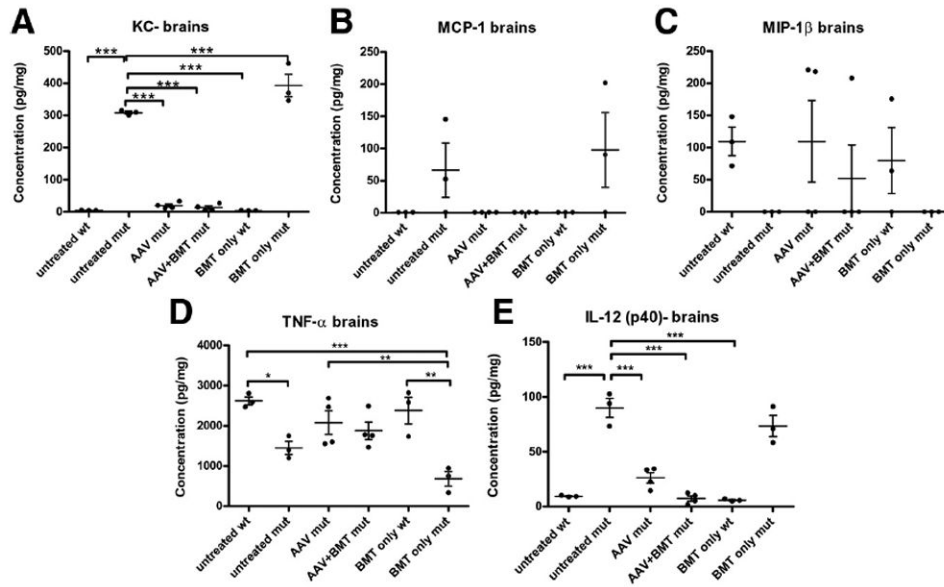 A
KC- brains
Concentration (pg/mg)
500
400
300
200
100
0
***
***
***
***
***
untreated wt
untreated mut
AAV mut
AAV+BMT mut
BMT only wt
BMT only mut
B
MCP-1 brains
Concentration (pg/mg)
250
200
150
100
50
0
untreated wt
untreated mut
AAV mut
AAV+BMT mut
BMT only wt
BMT only mut
C
MIP-1β brains
Concentration (pg/mg)
250
200
150
100
50
0
untreated wt
untreated mut
AAV mut
AAV+BMT mut
BMT only wt
BMT only mut
D
TNF-α brains
Concentration (pg/mg)
4000
3000
2000
1000
0
***
**
*
**
untreated wt
untreated mut
AAV mut
AAV+BMT mut
BMT only wt
BMT only mut
E
IL-12 (p40)- brains
Concentration (pg/mg)
150
100
50
0
***
***
***
***
untreated wt
untreated mut
AAV mut
AAV+BMT mut
BMT only wt
BMT only mut